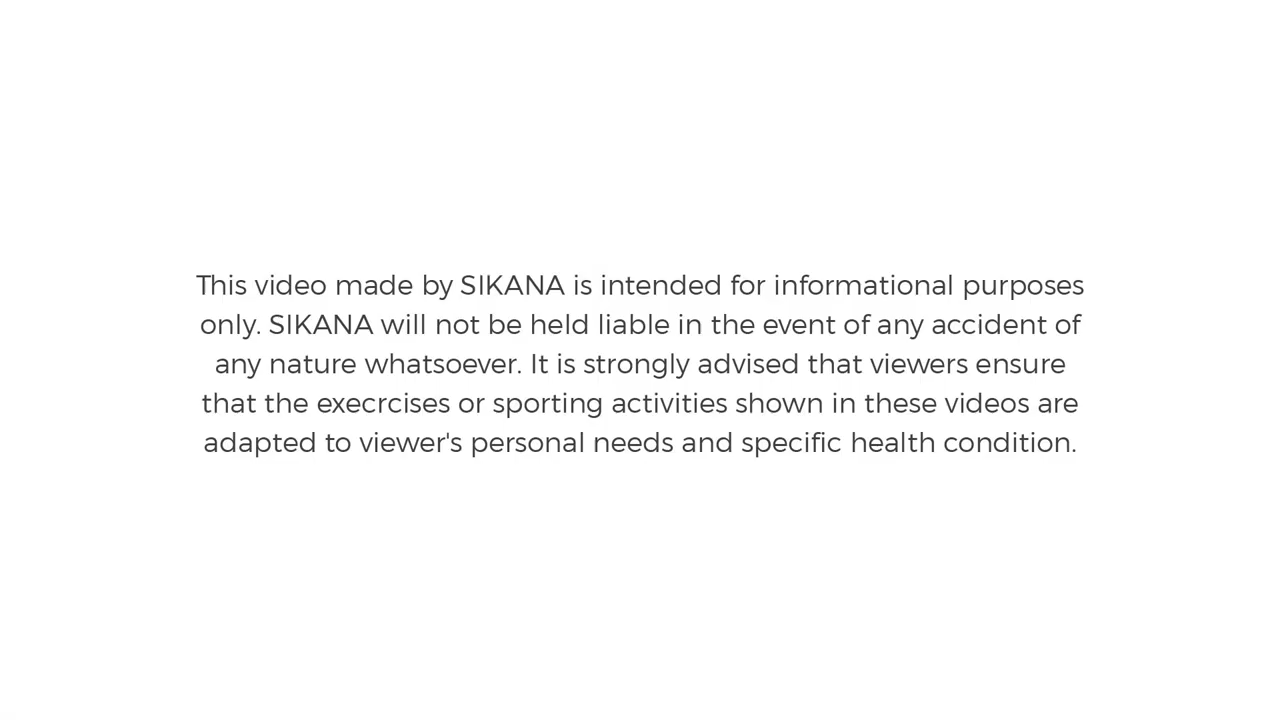 This video made by SIKANA is intended for informational purposes
only. SIKANA will not be held liable in the event of any accident of
any nature whatsoever. It is strongly advised that viewers ensure
that the execrcises or sporting activities shown in these videos are
adapted to viewer's personal needs and specific health condition.